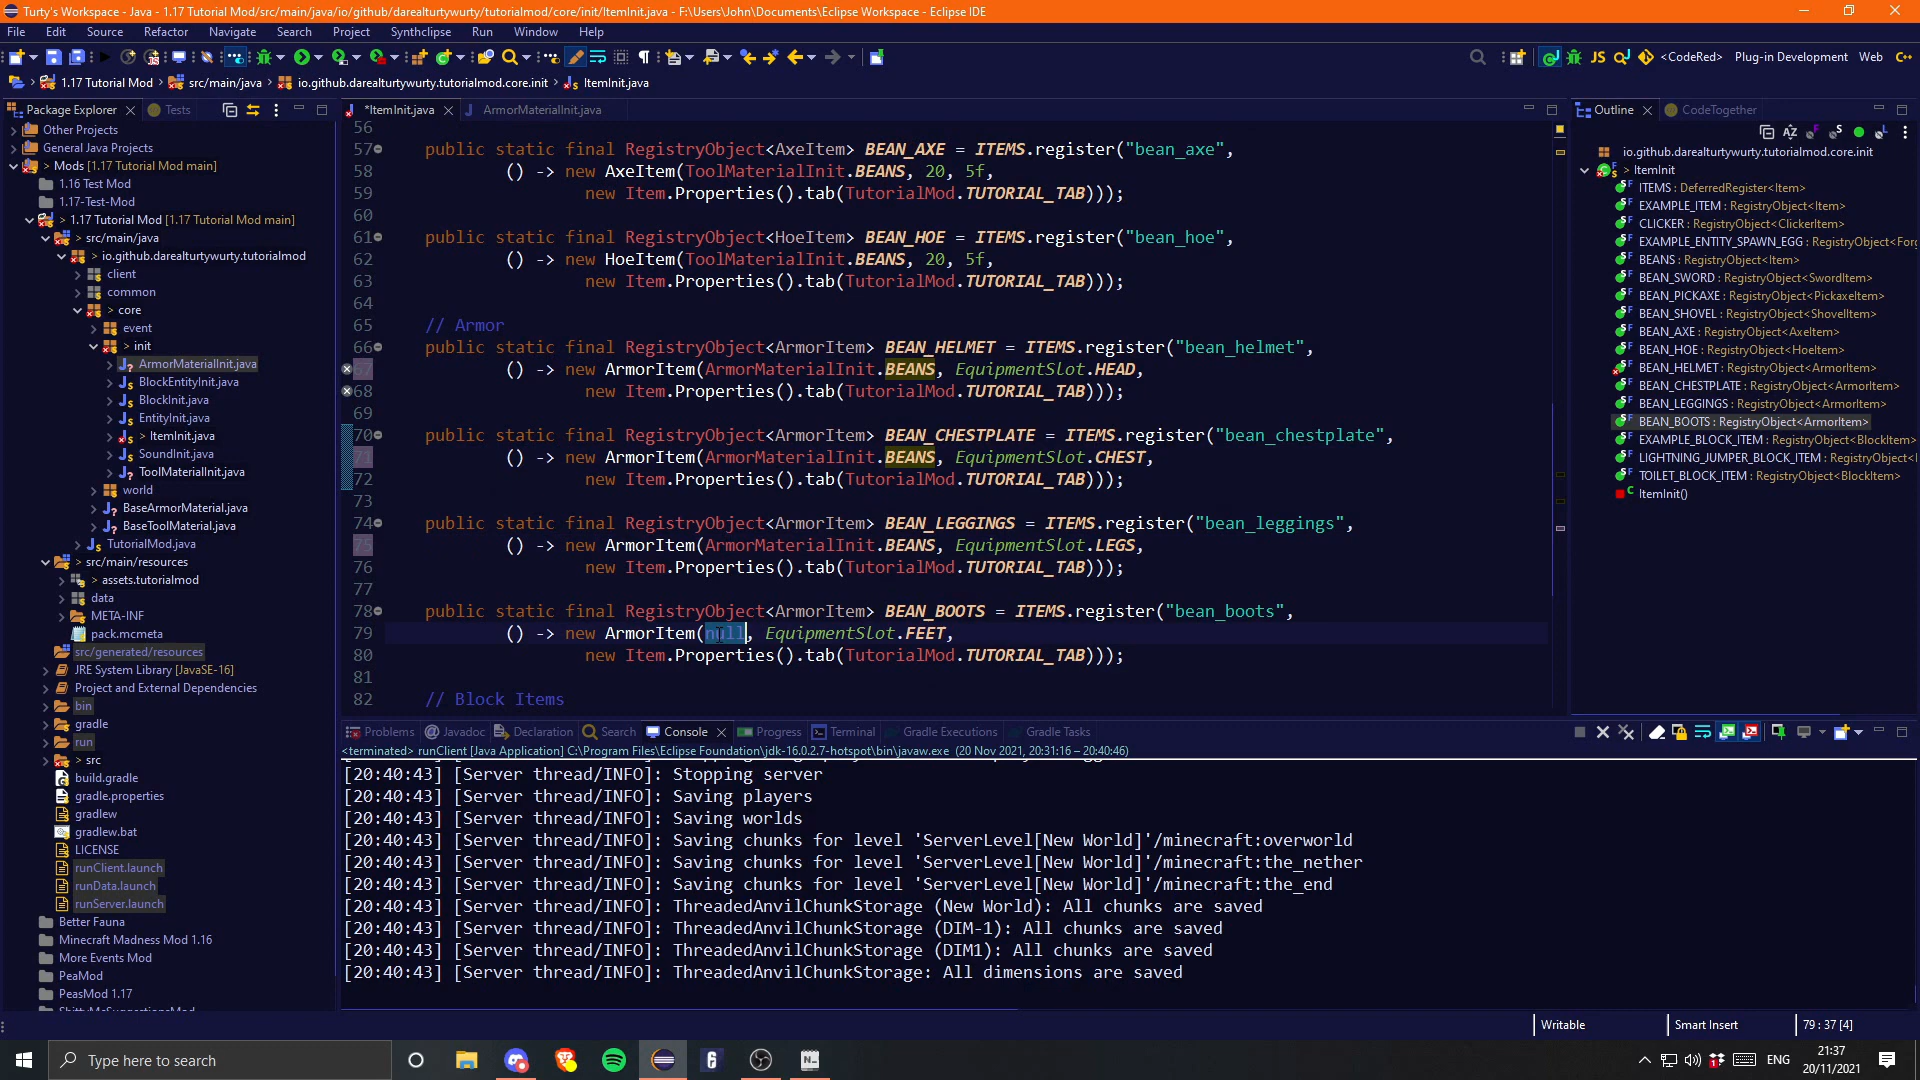 Turty's Workspace - Java - 1.17 Tutorial Mod/src/main/java/io/github/darealturtywurty/tutorialmod/core/init/ItemInit.java - F:\Users\John\Documents\Eclipse Workspace - Eclipse IDE
File Edit Source Refactor Navigate Search Project Synthclipse Run Window Help
<CodeRed> Plug-in Development Web
1.17 Tutorial Mod src/main/java io.github.darealturtywurty.tutorialmod.core.init ItemInit.java
Package Explorer Tests
Other Projects
General Java Projects
Mods [1.17 Tutorial Mod main]
1.16 Test Mod
1.17-Test-Mod
> 1.17 Tutorial Mod [1.17 Tutorial Mod main]
> src/main/java
> io.github.darealturtywurty.tutorialmod
client
common
> core
event
> init
ArmorMaterialInit.java
BlockEntityInit.java
BlockInit.java
EntityInit.java
> ItemInit.java
SoundInit.java
ToolMaterialInit.java
world
BaseArmorMaterial.java
BaseToolMaterial.java
TutorialMod.java
> src/main/resources
> assets.tutorialmod
data
META-INF
pack.mcmeta
src/generated/resources
JRE System Library [JavaSE-16]
Project and External Dependencies
bin
gradle
run
> src
build.gradle
gradle.properties
gradlew
gradlew.bat
LICENSE
runClient.launch
runData.launch
runServer.launch
Better Fauna
Minecraft Madness Mod 1.16
More Events Mod
PeaMod
PeasMod 1.17
*ItemInit.java ArmorMaterialInit.java
56
57 public static final RegistryObject<AxeItem> BEAN_AXE = ITEMS.register("bean_axe",
58 () -> new AxeItem(ToolMaterialInit.BEANS, 20, 5f,
59 new Item.Properties().tab(TutorialMod.TUTORIAL_TAB)));
60
61 public static final RegistryObject<HoeItem> BEAN_HOE = ITEMS.register("bean_hoe",
62 () -> new HoeItem(ToolMaterialInit.BEANS, 20, 5f,
63 new Item.Properties().tab(TutorialMod.TUTORIAL_TAB)));
64
65 // Armor
66 public static final RegistryObject<ArmorItem> BEAN_HELMET = ITEMS.register("bean_helmet",
67 () -> new ArmorItem(ArmorMaterialInit.BEANS, EquipmentSlot.HEAD,
68 new Item.Properties().tab(TutorialMod.TUTORIAL_TAB)));
69
70 public static final RegistryObject<ArmorItem> BEAN_CHESTPLATE = ITEMS.register("bean_chestplate",
71 () -> new ArmorItem(ArmorMaterialInit.BEANS, EquipmentSlot.CHEST,
72 new Item.Properties().tab(TutorialMod.TUTORIAL_TAB)));
73
74 public static final RegistryObject<ArmorItem> BEAN_LEGGINGS = ITEMS.register("bean_leggings",
75 () -> new ArmorItem(ArmorMaterialInit.BEANS, EquipmentSlot.LEGS,
76 new Item.Properties().tab(TutorialMod.TUTORIAL_TAB)));
77
78 public static final RegistryObject<ArmorItem> BEAN_BOOTS = ITEMS.register("bean_boots",
79 () -> new ArmorItem(null, EquipmentSlot.FEET,
80 new Item.Properties().tab(TutorialMod.TUTORIAL_TAB)));
81
82 // Block Items
Outline CodeTogether
io.github.darealturtywurty.tutorialmod.core.init
> ItemInit
ITEMS : DeferredRegister<Item>
EXAMPLE_ITEM : RegistryObject<Item>
CLICKER : RegistryObject<ClickerItem>
EXAMPLE_ENTITY_SPAWN_EGG : RegistryObject<For
BEANS : RegistryObject<Item>
BEAN_SWORD : RegistryObject<SwordItem>
BEAN_PICKAXE : RegistryObject<PickaxeItem>
BEAN_SHOVEL : RegistryObject<ShovelItem>
BEAN_AXE : RegistryObject<AxeItem>
BEAN_HOE : RegistryObject<HoeItem>
BEAN_HELMET : RegistryObject<ArmorItem>
BEAN_CHESTPLATE : RegistryObject<ArmorItem>
BEAN_LEGGINGS : RegistryObject<ArmorItem>
BEAN_BOOTS : RegistryObject<ArmorItem>
EXAMPLE_BLOCK_ITEM : RegistryObject<BlockItem>
LIGHTNING_JUMPER_BLOCK_ITEM : RegistryObject<
TOILET_BLOCK_ITEM : RegistryObject<BlockItem>
ItemInit()
Problems Javadoc Declaration Search Console Progress Terminal Gradle Executions Gradle Tasks
<terminated> runClient [Java Application] C:\Program Files\Eclipse Foundation\jdk-16.0.2.7-hotspot\bin\javaw.exe (20 Nov 2021, 20:31:16 – 20:40:46)
[20:40:43] [Server thread/INFO]: Stopping server
[20:40:43] [Server thread/INFO]: Saving players
[20:40:43] [Server thread/INFO]: Saving worlds
[20:40:43] [Server thread/INFO]: Saving chunks for level 'ServerLevel[New World]'/minecraft:overworld
[20:40:43] [Server thread/INFO]: Saving chunks for level 'ServerLevel[New World]'/minecraft:the_nether
[20:40:43] [Server thread/INFO]: Saving chunks for level 'ServerLevel[New World]'/minecraft:the_end
[20:40:43] [Server thread/INFO]: ThreadedAnvilChunkStorage (New World): All chunks are saved
[20:40:43] [Server thread/INFO]: ThreadedAnvilChunkStorage (DIM-1): All chunks are saved
[20:40:43] [Server thread/INFO]: ThreadedAnvilChunkStorage (DIM1): All chunks are saved
[20:40:43] [Server thread/INFO]: ThreadedAnvilChunkStorage: All dimensions are saved
Writable Smart Insert 79 : 37 [4]
Type here to search
ENG
21:37
20/11/2021